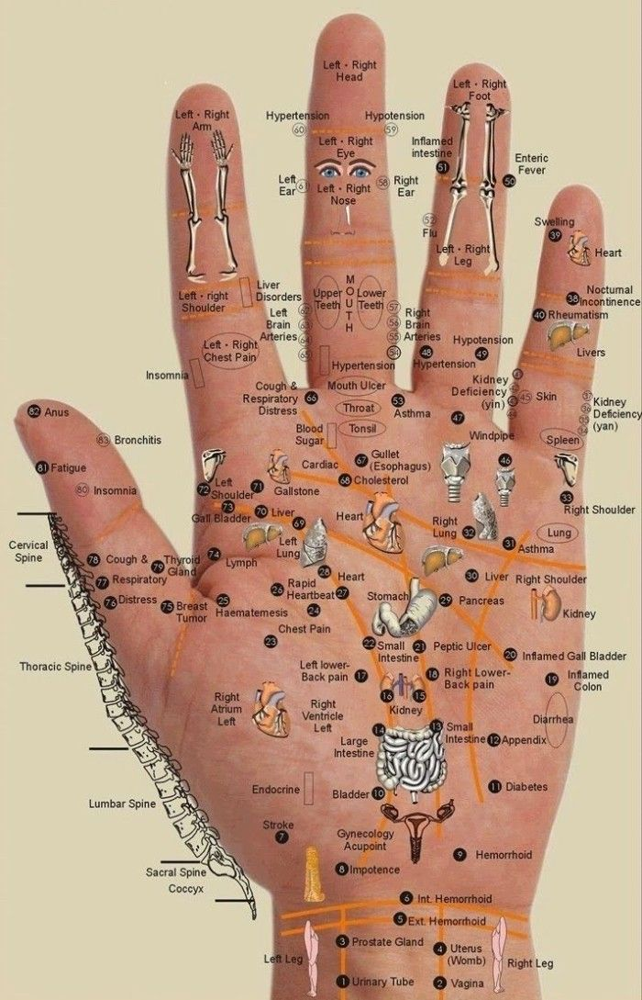 Left · Right
Head
Left · Right
Foot
Left · Right
Arm
Hypertension
60
Hypotension
59
Left · Right
Eye
Inflamed
intestine
51
Enteric
Fever
50
Left
Ear
61
58
Right
Ear
Left · Right
Nose
52
Flu
Swelling
39
Heart
Left · Right
Leg
Liver
Disorders
Left · right
Shoulder
Upper
Teeth
MOUTH
Lower
Teeth
Nocturnal
Incontinence
38
40
Rheumatism
Left
Brain
Arteries
62
63
64
65
57
56
55
54
Right
Brain
Arteries
Left · Right
Chest Pain
Hypotension
49
48
Hypertension
Livers
Hypertension
Insomnia
Cough &
Respiratory
Distress
66
Mouth Ulcer
Throat
Tonsil
53
Asthma
Kidney
Deficiency
(yin)
45
Skin
Kidney
Deficiency
(yan)
47
82
Anus
83
Bronchitis
Blood
Sugar
Windpipe
Spleen
81
Fatigue
Cardiac
67
Gullet
(Esophagus)
68
Cholesterol
46
80
Insomnia
72
Left
Shoulder
71
Gallstone
33
Right Shoulder
73
Gall Bladder
70
Liver
69
Heart
Right
Lung
32
Lung
31
Asthma
Cervical
Spine
Left
Lung
78
Cough &
79
Thyroid
Gland
74
Lymph
77
Respiratory
28
Heart
30
Liver
Right Shoulder
26
Rapid
Heartbeat
27
Stomach
29
Pancreas
Kidney
76
Distress
75
Breast
Tumor
25
Haematemesis
24
Chest Pain
23
22
Small
Intestine
21
Peptic Ulcer
20
Inflamed Gall Bladder
Thoracic Spine
Left lower-
Back pain
17
18
Right Lower-
Back pain
19
Inflamed
Colon
16
15
Kidney
Right
Atrium
Left
Right
Ventricle
Left
Diarrhea
14
Large
Intestine
13
Small
Intestine
12
Appendix
Endocrine
Bladder
10
11
Diabetes
Lumbar Spine
Stroke
7
Gynecology
Acupoint
9
Hemorrhoid
Sacral Spine
8
Impotence
Coccyx
6
Int. Hemorrhoid
5
Ext. Hemorrhoid
3
Prostate Gland
4
Uterus
(Womb)
Left Leg
Right Leg
1
Urinary Tube
2
Vagina